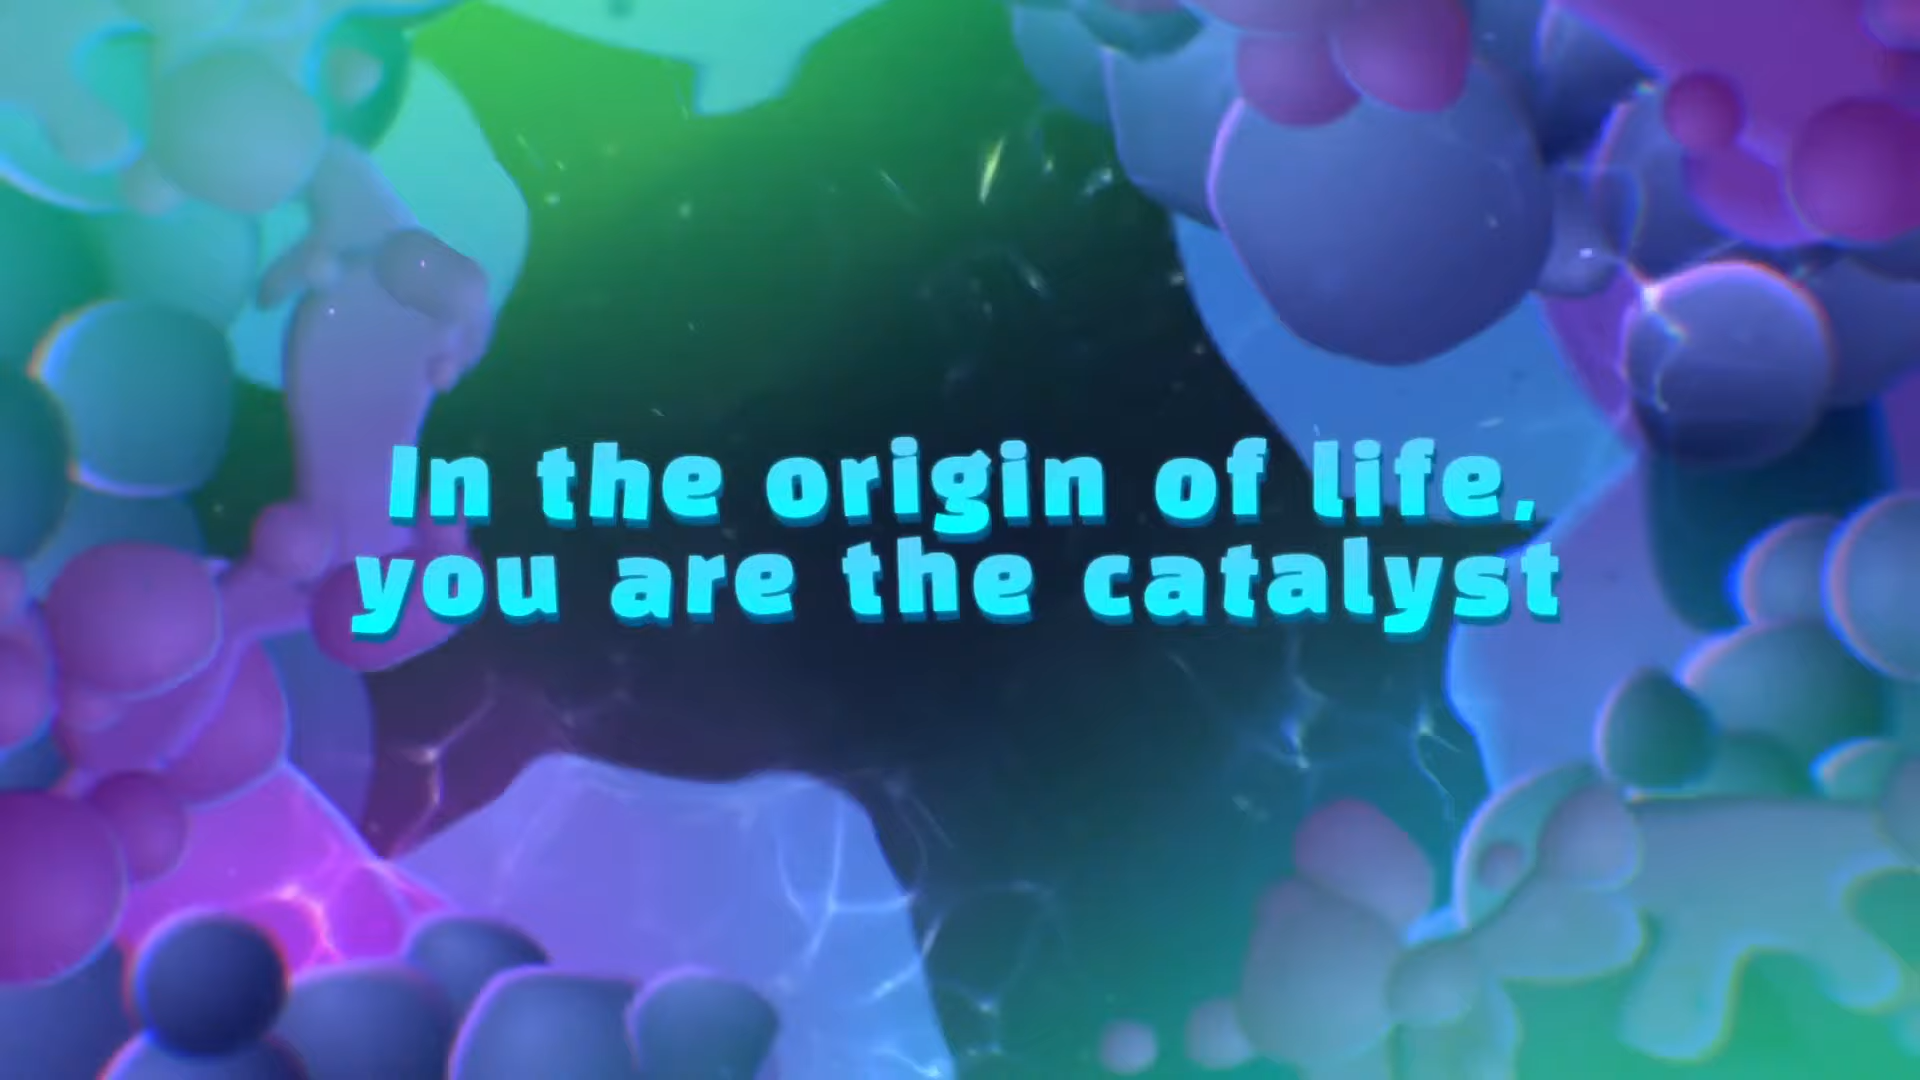 In the origin of life,
you are the catalyst